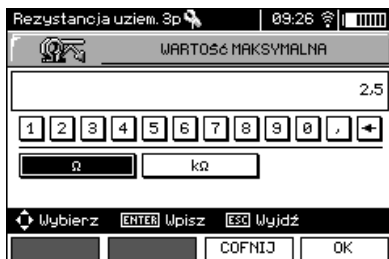 Rezystancja uziem. 3p 09:26
WARTOŚĆ MAKSYMALNA
2,5
1 2 3 4 5 6 7 8 9 0 ,
Ω kΩ
Wybierz ENTER Wpisz ESC Wyjdź
COFNIJ OK